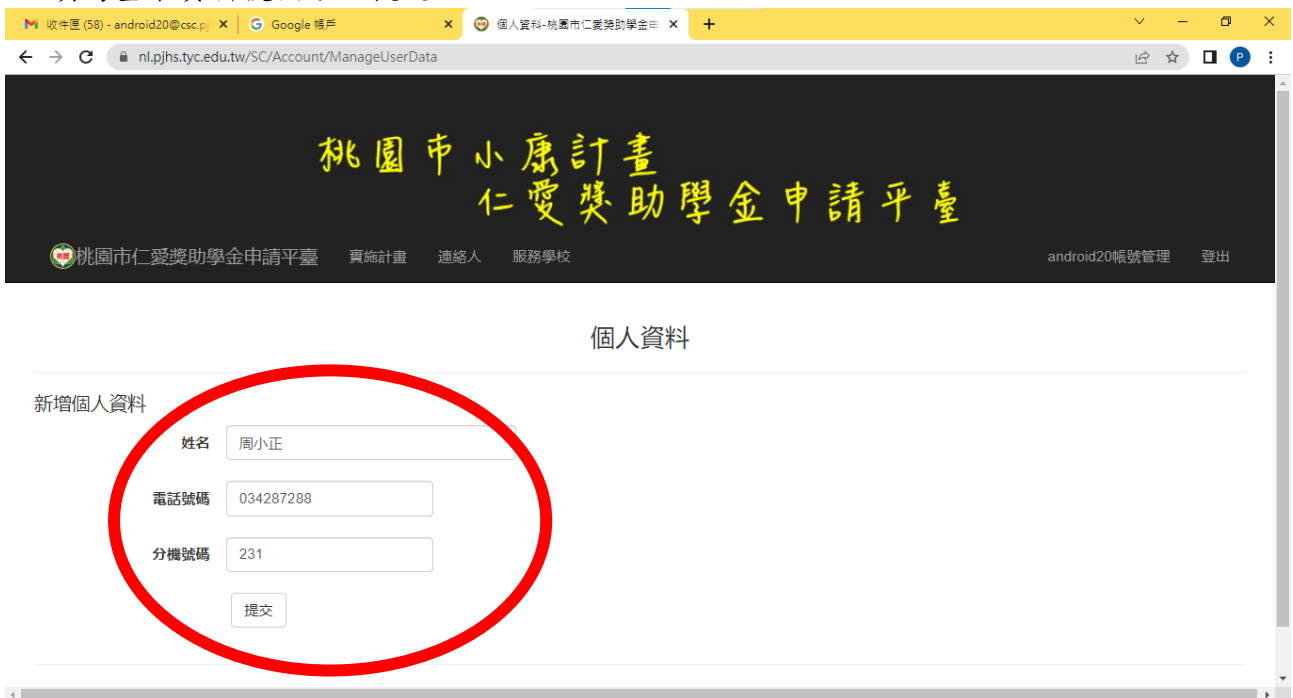 收件匣 (58) - android20@csc.pj
Google 帳戶
個人資料-桃園市仁愛獎助學金申
nl.pjhs.tyc.edu.tw/SC/Account/ManageUserData
P
桃園市小康計畫
仁愛獎助學金申請平臺
桃園市仁愛獎助學金申請平臺 實施計畫 連絡人 服務學校 android20帳號管理 登出
個人資料
新增個人資料
姓名 周小正
電話號碼 034287288
分機號碼 231
提交